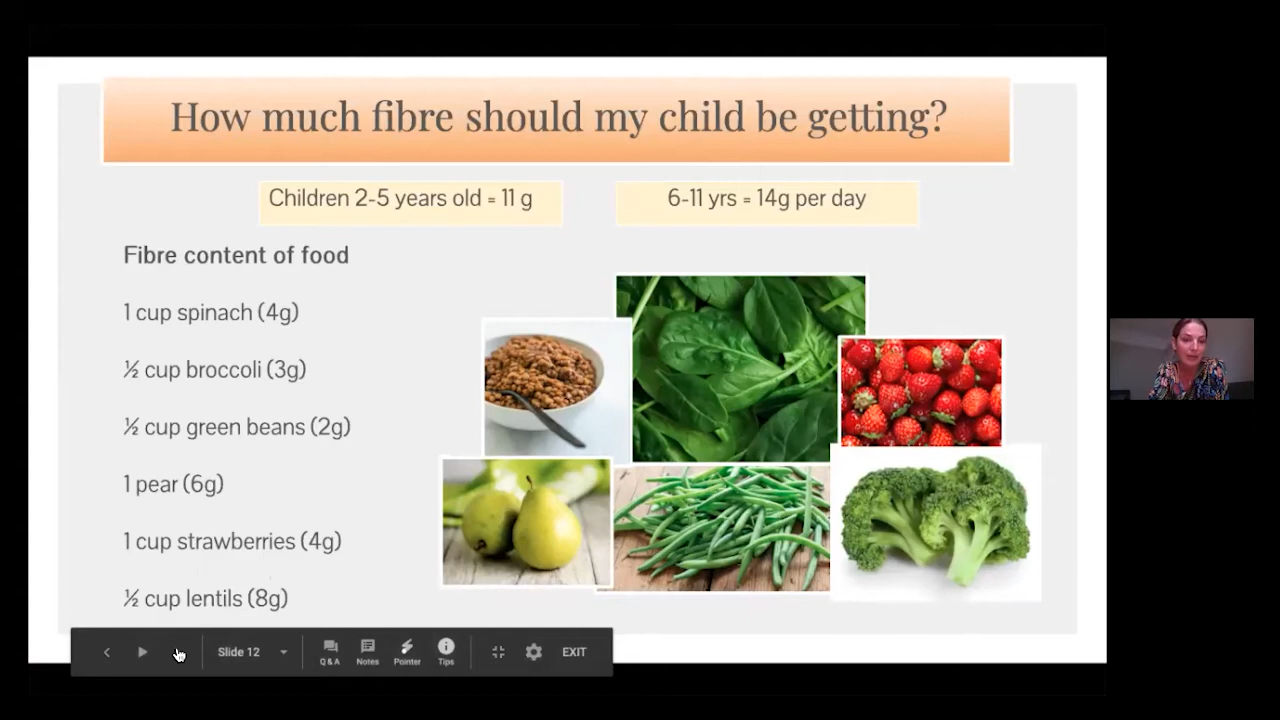 How much fibre should my child be getting?
Children 2-5 years old = 11 g
6-11 yrs = 14g per day
Fibre content of food
1 cup spinach (4g)
½ cup broccoli (3g)
½ cup green beans (2g)
1 pear (6g)
1 cup strawberries (4g)
½ cup lentils (8g)
Slide 12
Q & A
Notes
Pointer
Tips
EXIT